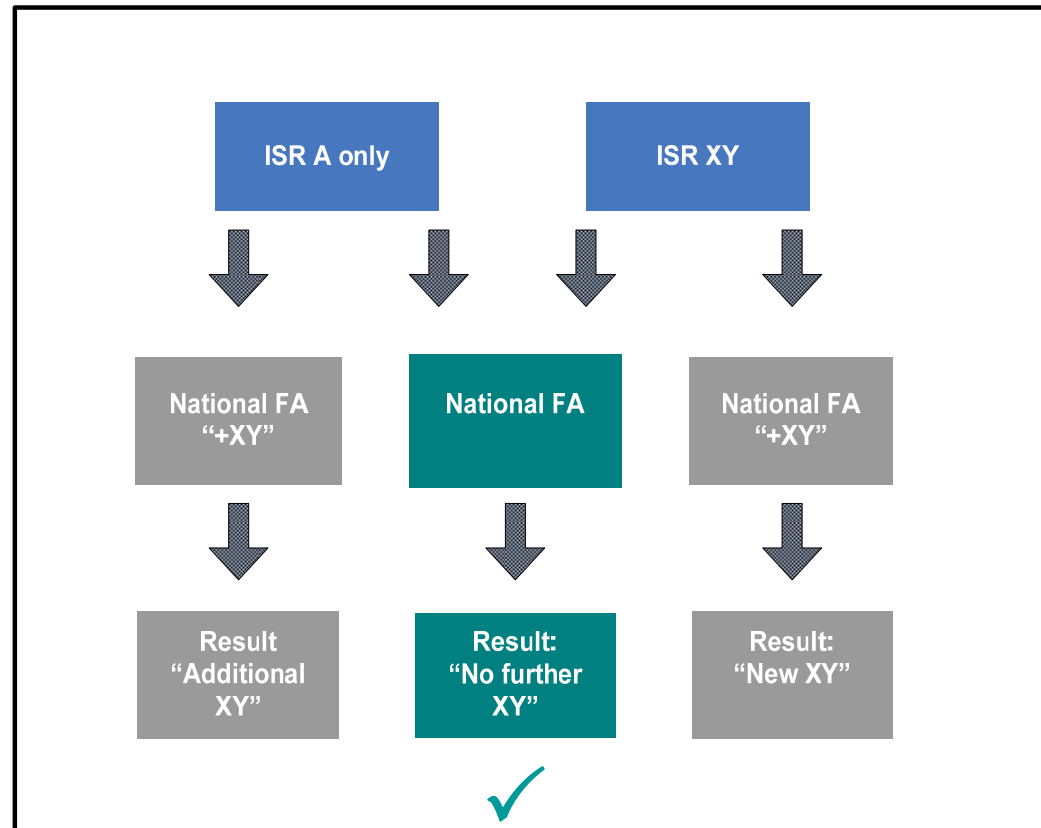 ISR A only
ISR XY
National FA
“+XY”
National FA
National FA
“+XY”
Result
“Additional
XY”
Result:
“No further
XY”
Result:
“New XY”